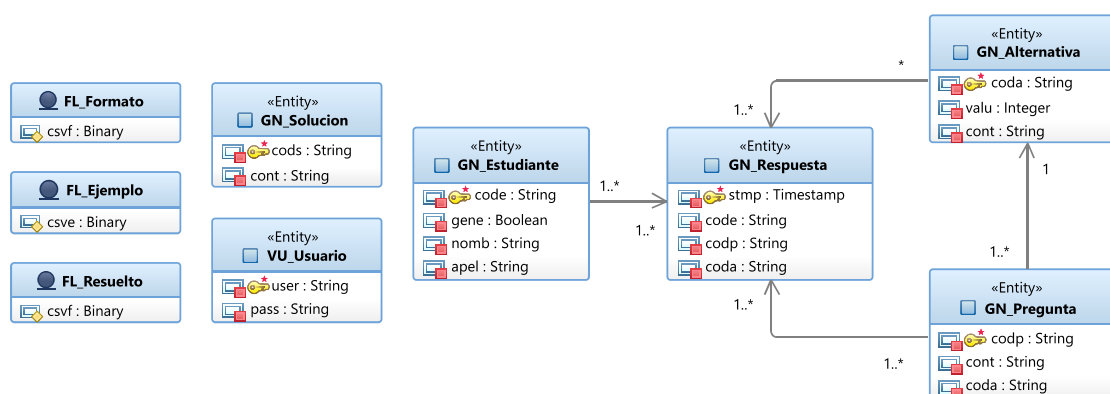 FL_Formato
csvf : Binary
FL_Ejemplo
csve : Binary
FL_Resuelto
csvf : Binary
«Entity»
GN_Solucion
cods : String
cont : String
«Entity»
VU_Usuario
user : String
pass : String
«Entity»
GN_Estudiante
code : String
gene : Boolean
nomb : String
apel : String
1..*
1..*
«Entity»
GN_Respuesta
stmp : Timestamp
code : String
codp : String
coda : String
1..*
*
1..*
1..*
«Entity»
GN_Alternativa
coda : String
valu : Integer
cont : String
1
1..*
«Entity»
GN_Pregunta
codp : String
cont : String
coda : String